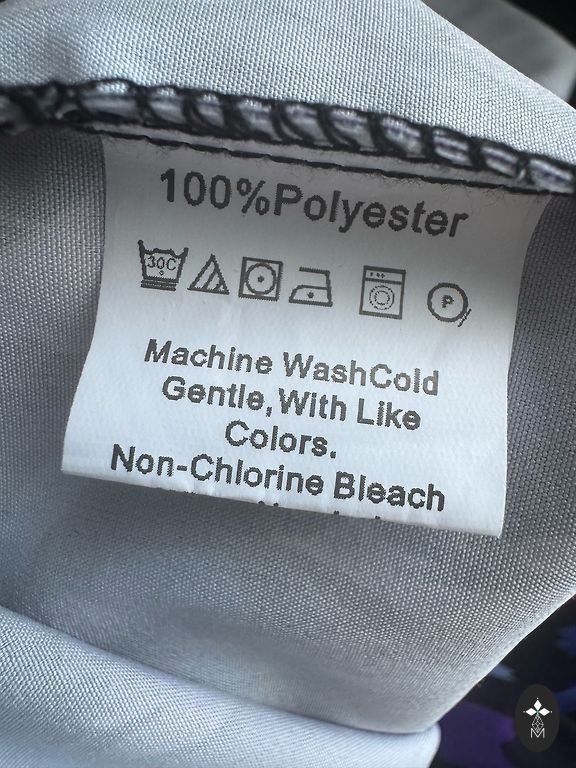 100%Polyester
30C
P
Machine WashCold
Gentle, With Like
Colors.
Non-Chlorine Bleach
M